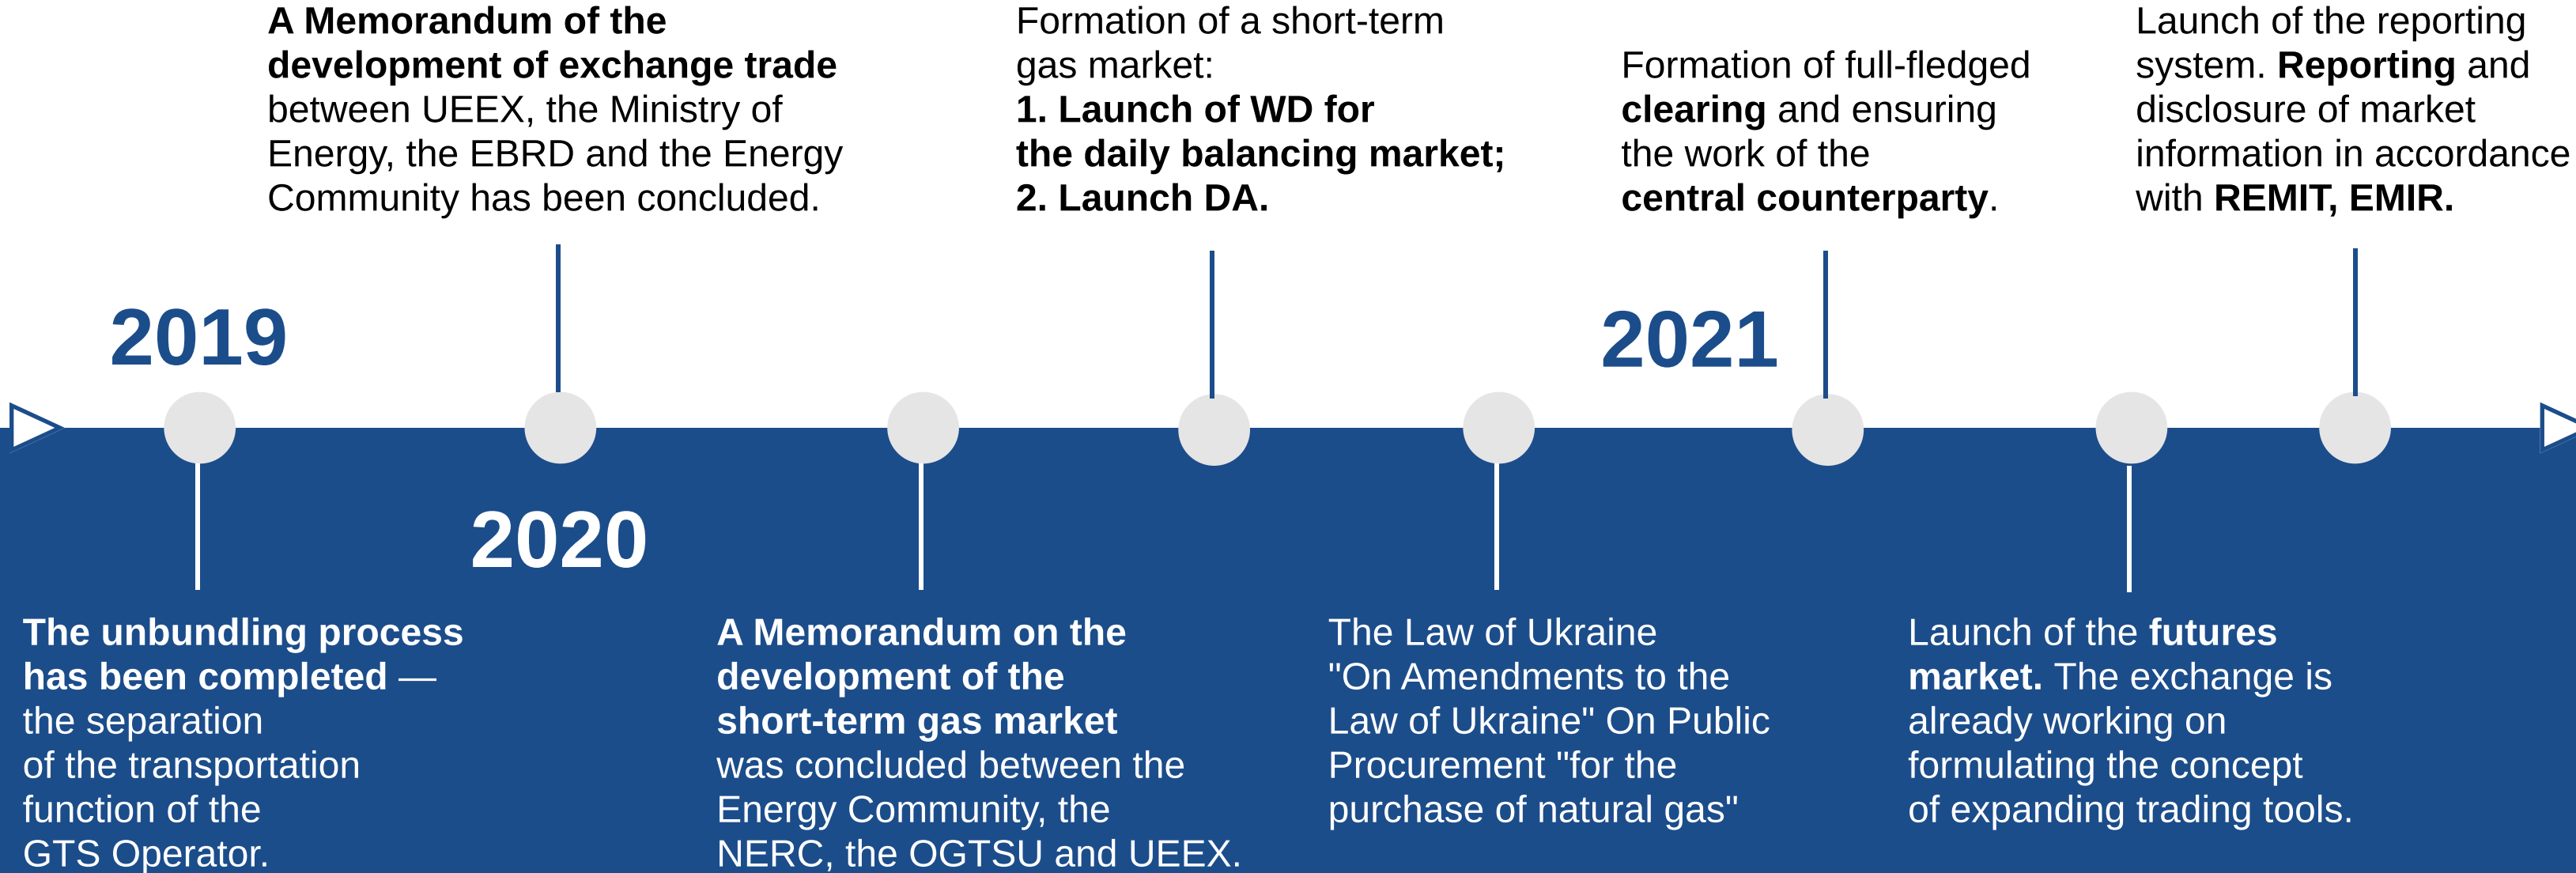 A Memorandum of the
development of exchange trade
between UEEX, the Ministry of
Energy, the EBRD and the Energy
Community has been concluded.
Formation of a short-term
gas market:
1. Launch of WD for
the daily balancing market;
2. Launch DA.
Formation of full-fledged
clearing and ensuring
the work of the
central counterparty.
Launch of the reporting
system. Reporting and
disclosure of market
information in accordance
with REMIT, EMIR.
2019
2021
2020
The unbundling process
has been completed —
the separation
of the transportation
function of the
GTS Operator.
A Memorandum on the
development of the
short-term gas market
was concluded between the
Energy Community, the
NERC, the OGTSU and UEEX.
The Law of Ukraine
"On Amendments to the
Law of Ukraine" On Public
Procurement "for the
purchase of natural gas"
Launch of the futures
market. The exchange is
already working on
formulating the concept
of expanding trading tools.